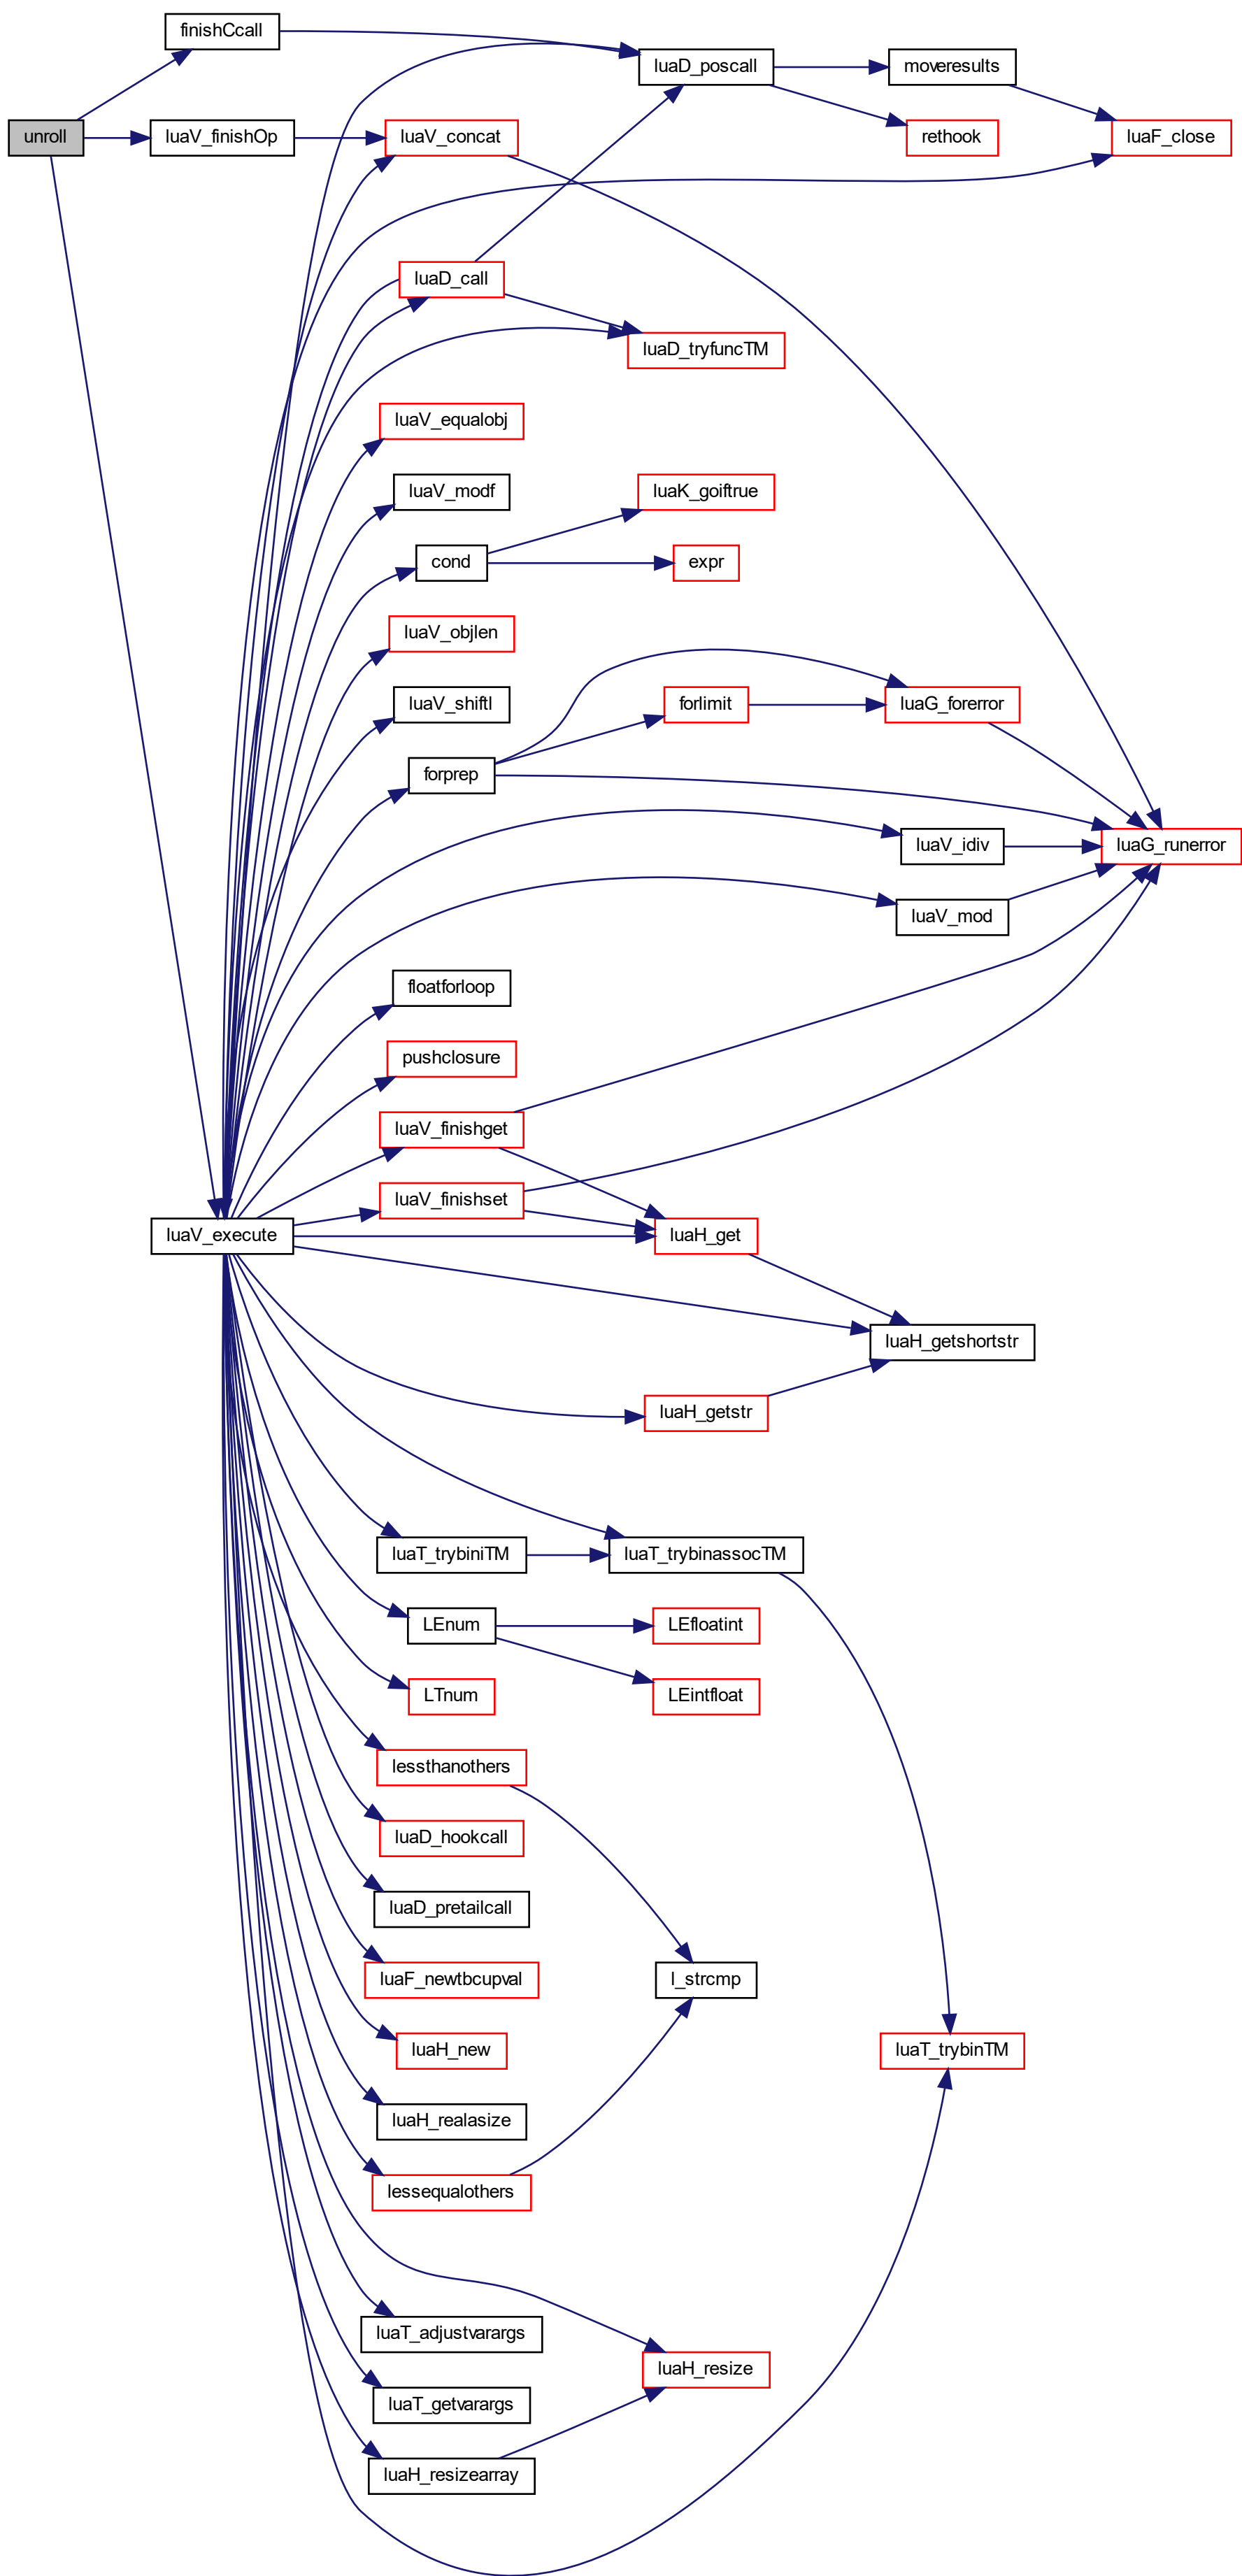 finishCcall
luaD_poscall
moveresults
unroll
luaV_finishOp
luaV_concat
rethook
luaF_close
luaD_call
luaD_tryfuncTM
luaV_equalobj
luaV_modf
luaK_goiftrue
cond
expr
luaV_objlen
luaV_shiftl
forlimit
luaG_forerror
forprep
luaV_idiv
luaG_runerror
luaV_mod
floatforloop
pushclosure
luaV_finishget
luaV_finishset
luaV_execute
luaH_get
luaH_getshortstr
luaH_getstr
luaT_trybiniTM
luaT_trybinassocTM
LEnum
LEfloatint
LTnum
LEintfloat
lessthanothers
luaD_hookcall
luaD_pretailcall
luaF_newtbcupval
l_strcmp
luaH_new
luaT_trybinTM
luaH_realasize
lessequalothers
luaT_adjustvarargs
luaH_resize
luaT_getvarargs
luaH_resizearray